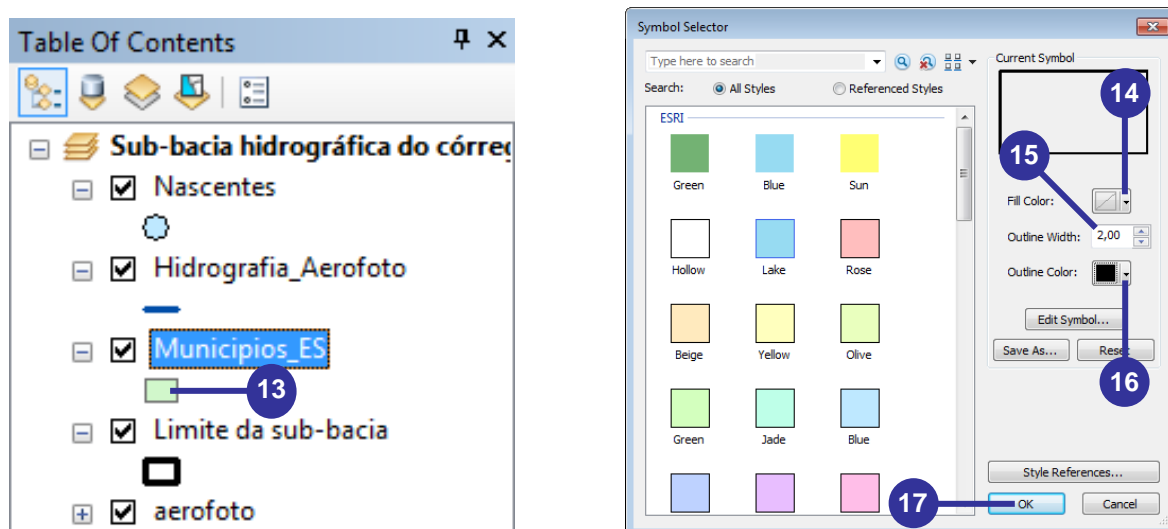 Table Of Contents
Sub-bacia hidrográfica do córreg
Nascentes
Hidrografia_Aerofoto
Municipios_ES
13
Limite da sub-bacia
aerofoto
Symbol Selector
Type here to search
Search:
All Styles
Referenced Styles
ESRI
Green
Blue
Sun
Hollow
Lake
Rose
Beige
Yellow
Olive
Green
Jade
Blue
Current Symbol
14
15
Fill Color:
Outline Width: 2,00
Outline Color:
Edit Symbol...
Save As...
Reset
16
Style References...
17
OK
Cancel